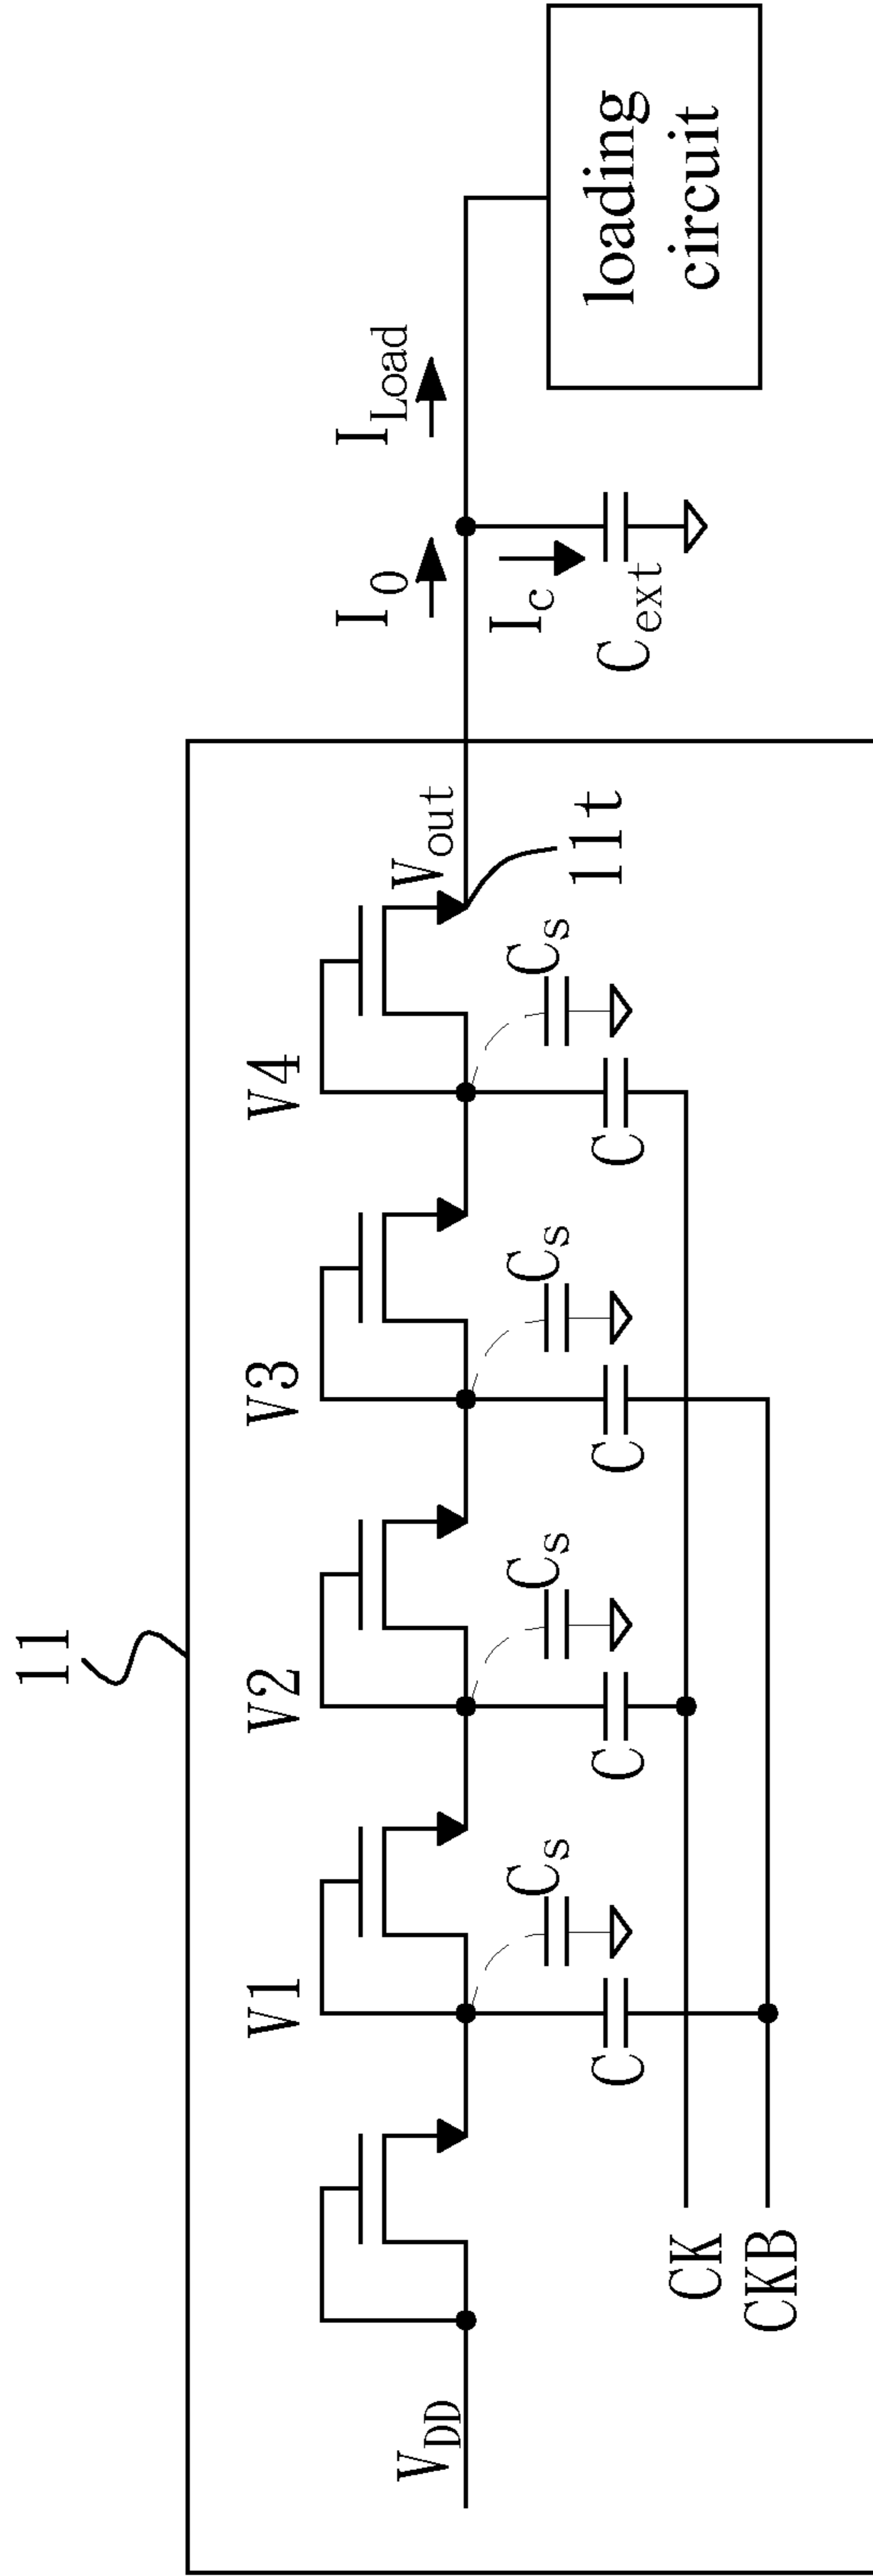 11
V1
V2
V3
V4
V_DD
V_out
I_0
I_Load
11t
C_s
C_s
C_s
C_s
C
C
C
C
I_c
C_ext
loading
circuit
CK
CKB